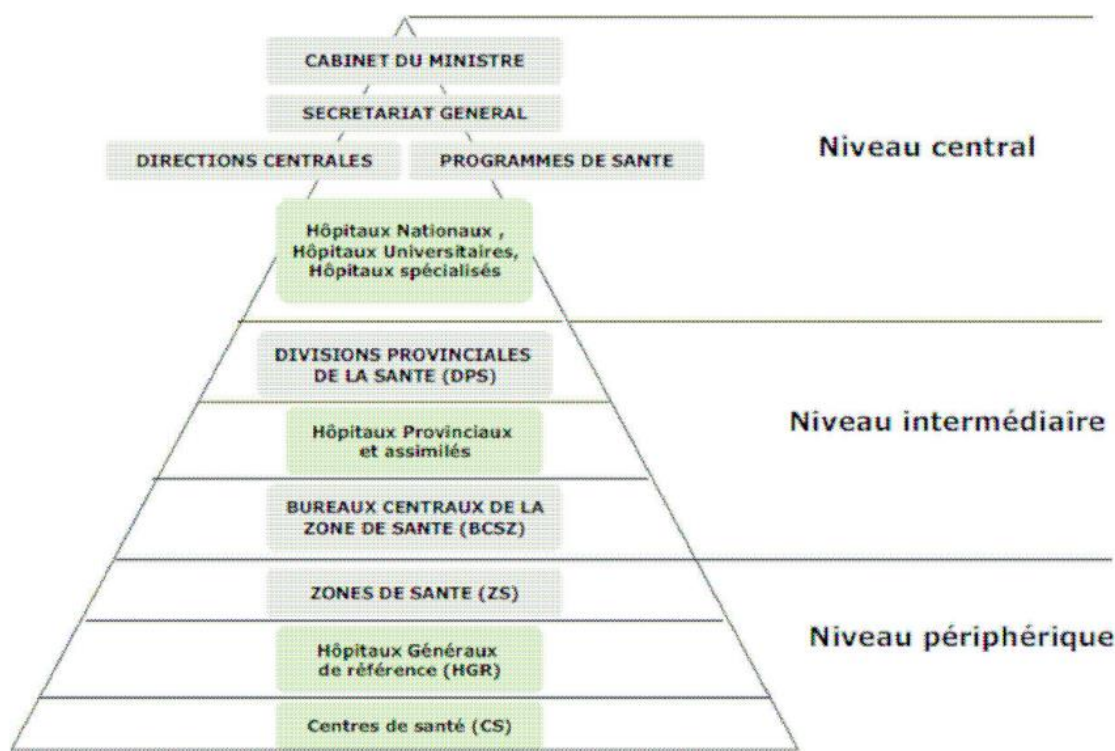 CABINET DU MINISTRE
SECRETARIAT GENERAL
DIRECTIONS CENTRALES
PROGRAMMES DE SANTE
Niveau central
Hôpitaux Nationaux ,
Hôpitaux Universitaires,
Hôpitaux spécialisés
DIVISIONS PROVINCIALES
DE LA SANTE (DPS)
Niveau intermédiaire
Hôpitaux Provinciaux
et assimilés
BUREAUX CENTRAUX DE LA
ZONE DE SANTE (BCSZ)
ZONES DE SANTE (ZS)
Niveau périphérique
Hôpitaux Généraux
de référence (HGR)
Centres de santé (CS)